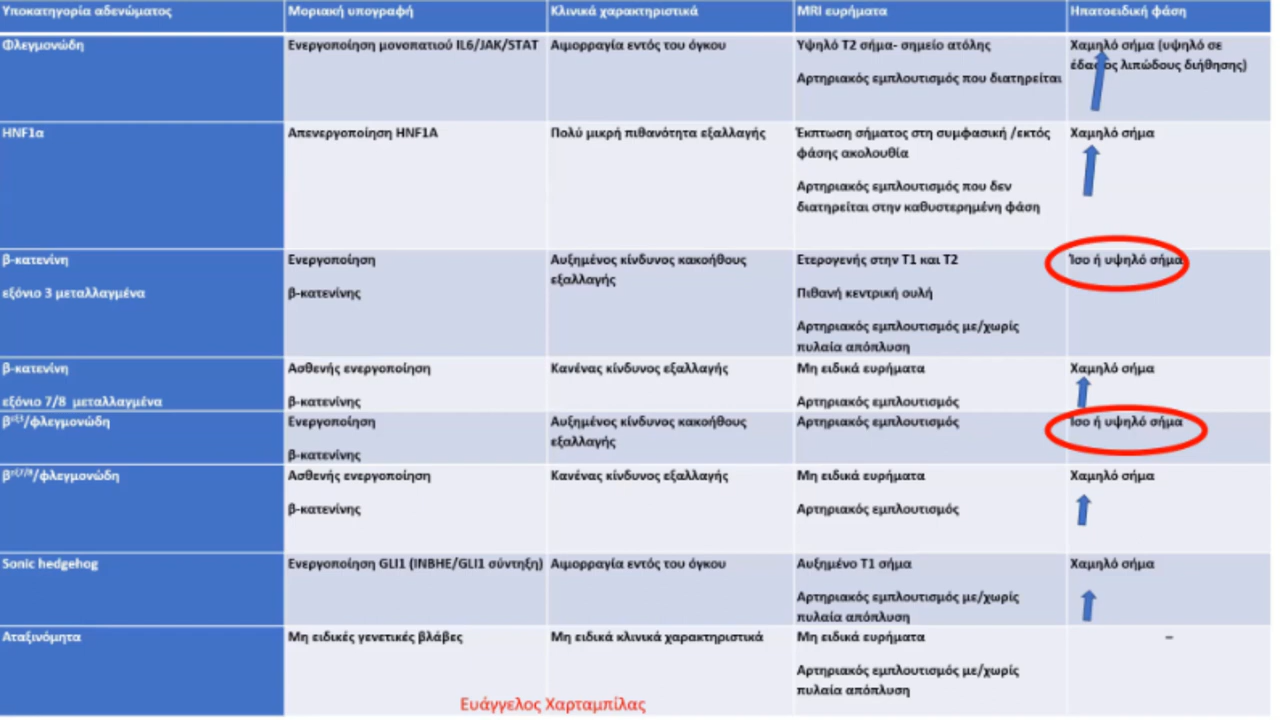 Υποκατηγορία αδενώματος
Μοριακή υπογραφή
Κλινικά χαρακτηριστικά
MRI ευρήματα
Ηπατοειδική φάση
Φλεγμονώδη
Ενεργοποίηση μονοπατιού IL6/JAK/STAT
Αιμορραγία εντός του όγκου
Υψηλό Τ2 σήμα- σημείο ατόλης
Αρτηριακός εμπλουτισμός που διατηρείται
Χαμηλό σήμα (υψηλό σε
έδαφος λιπώδους διήθησης)
HNF1α
Απενεργοποίηση HNF1A
Πολύ μικρή πιθανότητα εξαλλαγής
Έκπτωση σήματος στη συμφασική /εκτός
φάσης ακολουθία
Αρτηριακός εμπλουτισμός που δεν
διατηρείται στην καθυστερημένη φάση
Χαμηλό σήμα
β-κατενίνη
εξόνιο 3 μεταλλαγμένα
Ενεργοποίηση
β-κατενίνης
Αυξημένος κίνδυνος κακοήθους
εξαλλαγής
Ετερογενής στην Τ1 και Τ2
Πιθανή κεντρική ουλή
Αρτηριακός εμπλουτισμός με/χωρίς
πυλαία απόπλυση
Ίσο ή υψηλό σήμα
β-κατενίνη
εξόνιο 7/8 μεταλλαγμένα
Ασθενής ενεργοποίηση
β-κατενίνης
Κανένας κίνδυνος εξαλλαγής
Μη ειδικά ευρήματα
Αρτηριακός εμπλουτισμός
Χαμηλό σήμα
βεξ3/φλεγμονώδη
Ενεργοποίηση
β-κατενίνης
Αυξημένος κίνδυνος κακοήθους
εξαλλαγής
Αρτηριακός εμπλουτισμός
Ίσο ή υψηλό σήμα
βεξ7/8/φλεγμονώδη
Ασθενής ενεργοποίηση
β-κατενίνης
Κανένας κίνδυνος εξαλλαγής
Μη ειδικά ευρήματα
Αρτηριακός εμπλουτισμός
Χαμηλό σήμα
Sonic hedgehog
Ενεργοποίηση GLI1 (INBHE/GLI1 σύντηξη)
Αιμορραγία εντός του όγκου
Αυξημένο Τ1 σήμα
Αρτηριακός εμπλουτισμός με/χωρίς
πυλαία απόπλυση
Χαμηλό σήμα
Αταξινόμητα
Μη ειδικές γενετικές βλάβες
Μη ειδικά κλινικά χαρακτηριστικά
Μη ειδικά ευρήματα
Αρτηριακός εμπλουτισμός με/χωρίς
πυλαία απόπλυση
–
Ευάγγελος Χαρταμπίλας